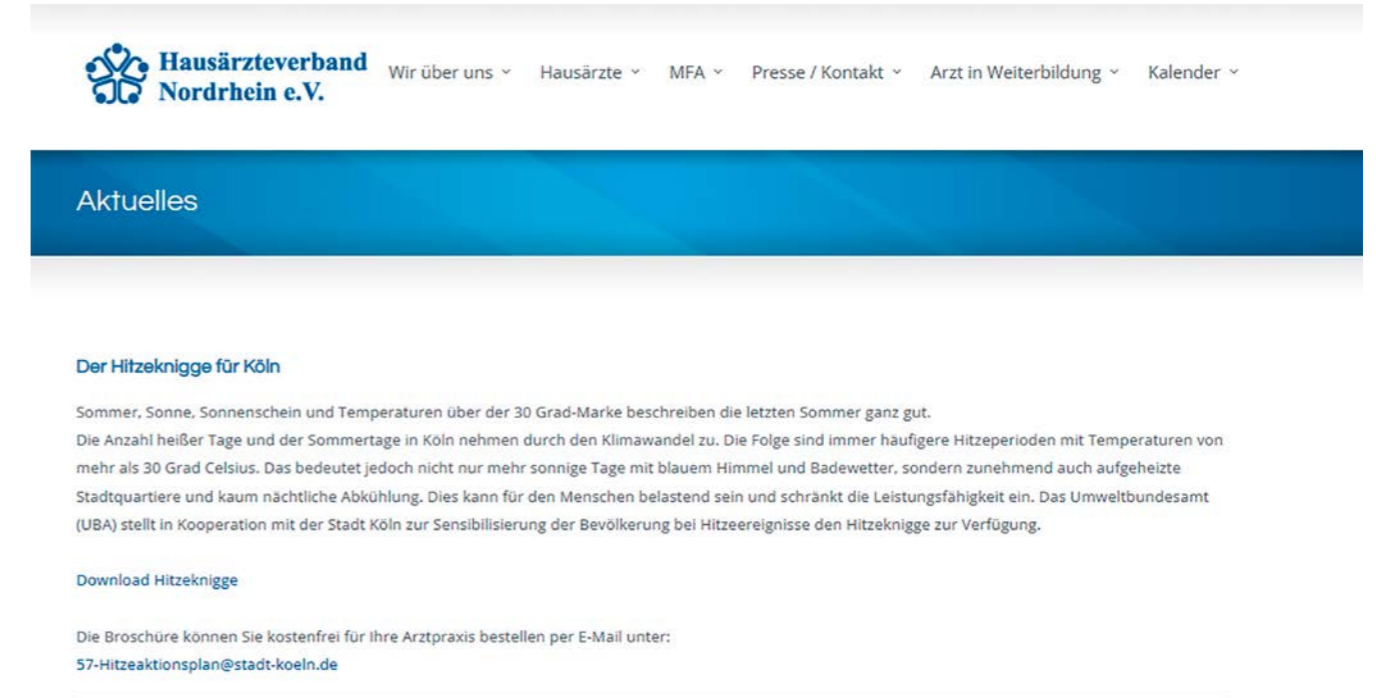 Hausärzteverband
Nordrhein e.V.
Wir über uns Hausärzte MFA Presse / Kontakt Arzt in Weiterbildung Kalender
Aktuelles
Der Hitzeknigge für Köln
Sommer, Sonne, Sonnenschein und Temperaturen über der 30 Grad-Marke beschreiben die letzten Sommer ganz gut.
Die Anzahl heißer Tage und der Sommertage in Köln nehmen durch den Klimawandel zu. Die Folge sind immer häufigere Hitzeperioden mit Temperaturen von
mehr als 30 Grad Celsius. Das bedeutet jedoch nicht nur mehr sonnige Tage mit blauem Himmel und Badewetter, sondern zunehmend auch aufgeheizte
Stadtquartiere und kaum nächtliche Abkühlung. Dies kann für den Menschen belastend sein und schränkt die Leistungsfähigkeit ein. Das Umweltbundesamt
(UBA) stellt in Kooperation mit der Stadt Köln zur Sensibilisierung der Bevölkerung bei Hitzeereignisse den Hitzeknigge zur Verfügung.
Download Hitzeknigge
Die Broschüre können Sie kostenfrei für Ihre Arztpraxis bestellen per E-Mail unter:
57-Hitzeaktionsplan@stadt-koeln.de